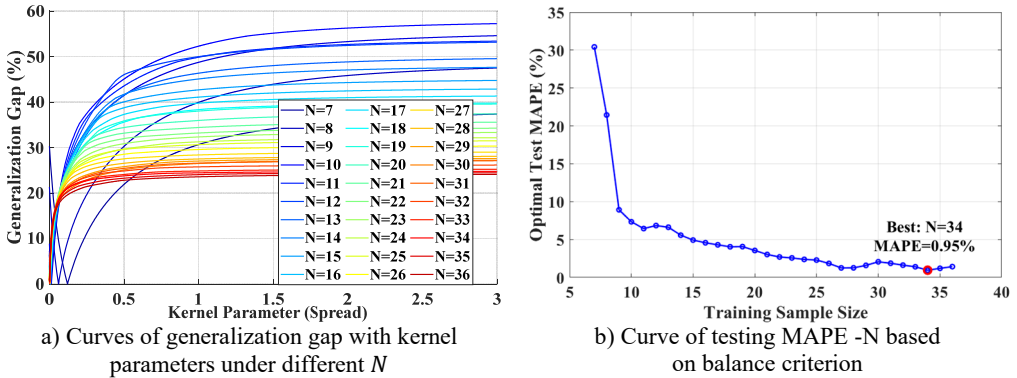 60
50
40
30
20
10
0
Generalization Gap (%)
0 0.5 1 1.5 2 2.5 3
Kernel Parameter (Spread)
N=7 N=17 N=27
N=8 N=18 N=28
N=9 N=19 N=29
N=10 N=20 N=30
N=11 N=21 N=31
N=12 N=22 N=32
N=13 N=23 N=33
N=14 N=24 N=34
N=15 N=25 N=35
N=16 N=26 N=36
a) Curves of generalization gap with kernel
parameters under different N
35
30
25
20
15
10
5
0
Optimal Test MAPE (%)
Best: N=34
MAPE=0.95%
5 10 15 20 25 30 35 40
Training Sample Size
b) Curve of testing MAPE -N based
on balance criterion